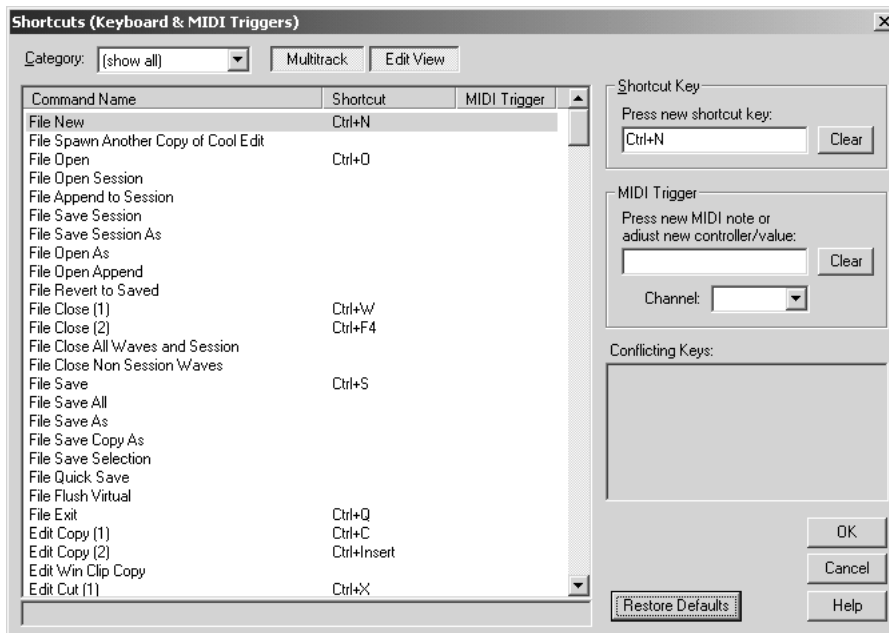 Shortcuts (Keyboard & MIDI Triggers)
Category: (show all) Multitrack Edit View
Command Name Shortcut MIDI Trigger
File New Ctrl+N
File Spawn Another Copy of Cool Edit
File Open Ctrl+O
File Open Session
File Append to Session
File Save Session
File Save Session As
File Open As
File Open Append
File Revert to Saved
File Close (1) Ctrl+W
File Close (2) Ctrl+F4
File Close All Waves and Session
File Close Non Session Waves
File Save Ctrl+S
File Save All
File Save As
File Save Copy As
File Save Selection
File Quick Save
File Flush Virtual
File Exit Ctrl+Q
Edit Copy (1) Ctrl+C
Edit Copy (2) Ctrl+Insert
Edit Win Clip Copy
Edit Cut (1) Ctrl+X
Shortcut Key
Press new shortcut key:
Ctrl+N Clear
MIDI Trigger
Press new MIDI note or
adjust new controller/value:
Clear
Channel:
Conflicting Keys:
OK
Cancel
Restore Defaults Help